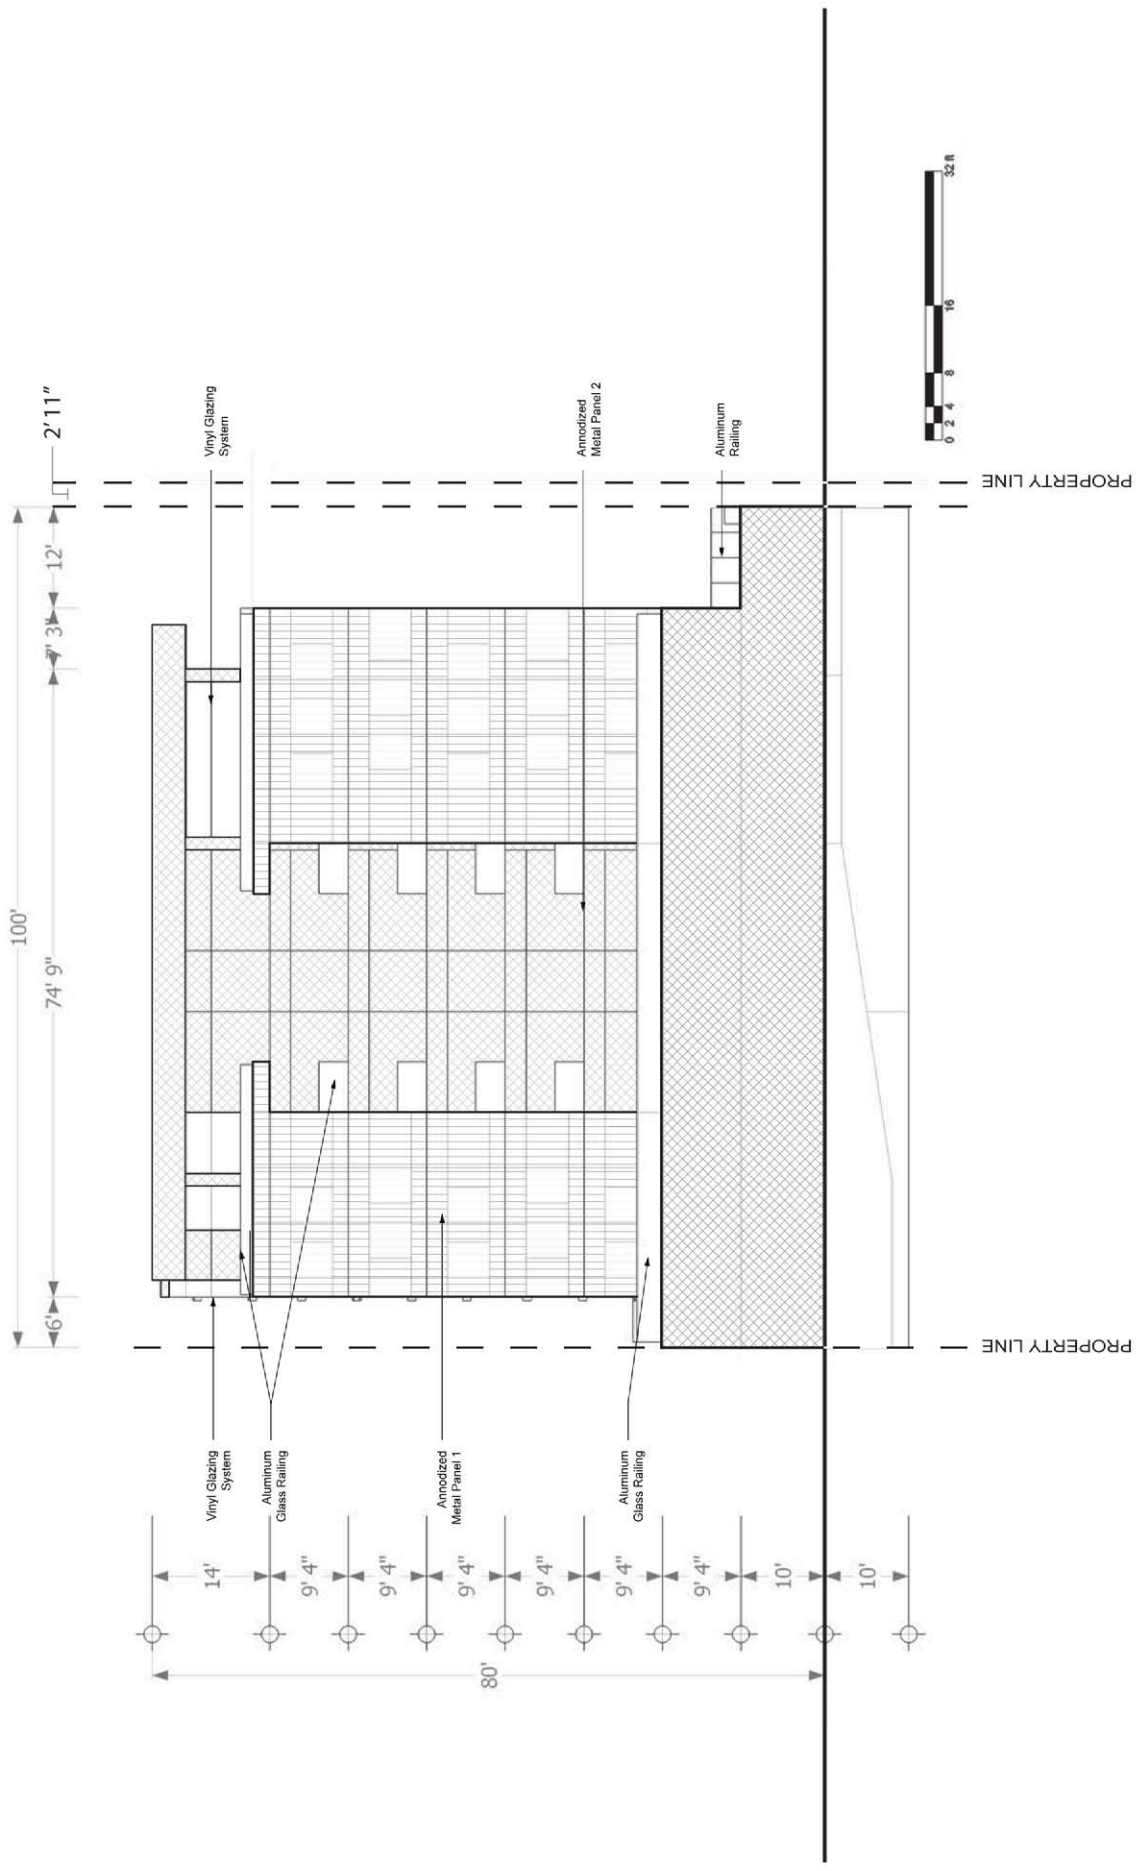 100'
6'
74' 9"
7' 3"
12'
2'11"
Vinyl Glazing
System
Aluminum
Glass Railing
Annodized
Metal Panel 1
Aluminum
Glass Railing
Vinyl Glazing
System
Annodized
Metal Panel 2
Aluminum
Railing
14'
9' 4"
9' 4"
9' 4"
9' 4"
9' 4"
9' 4"
10'
10'
80'
PROPERTY LINE
PROPERTY LINE
0 2 4 8 16 32 ft